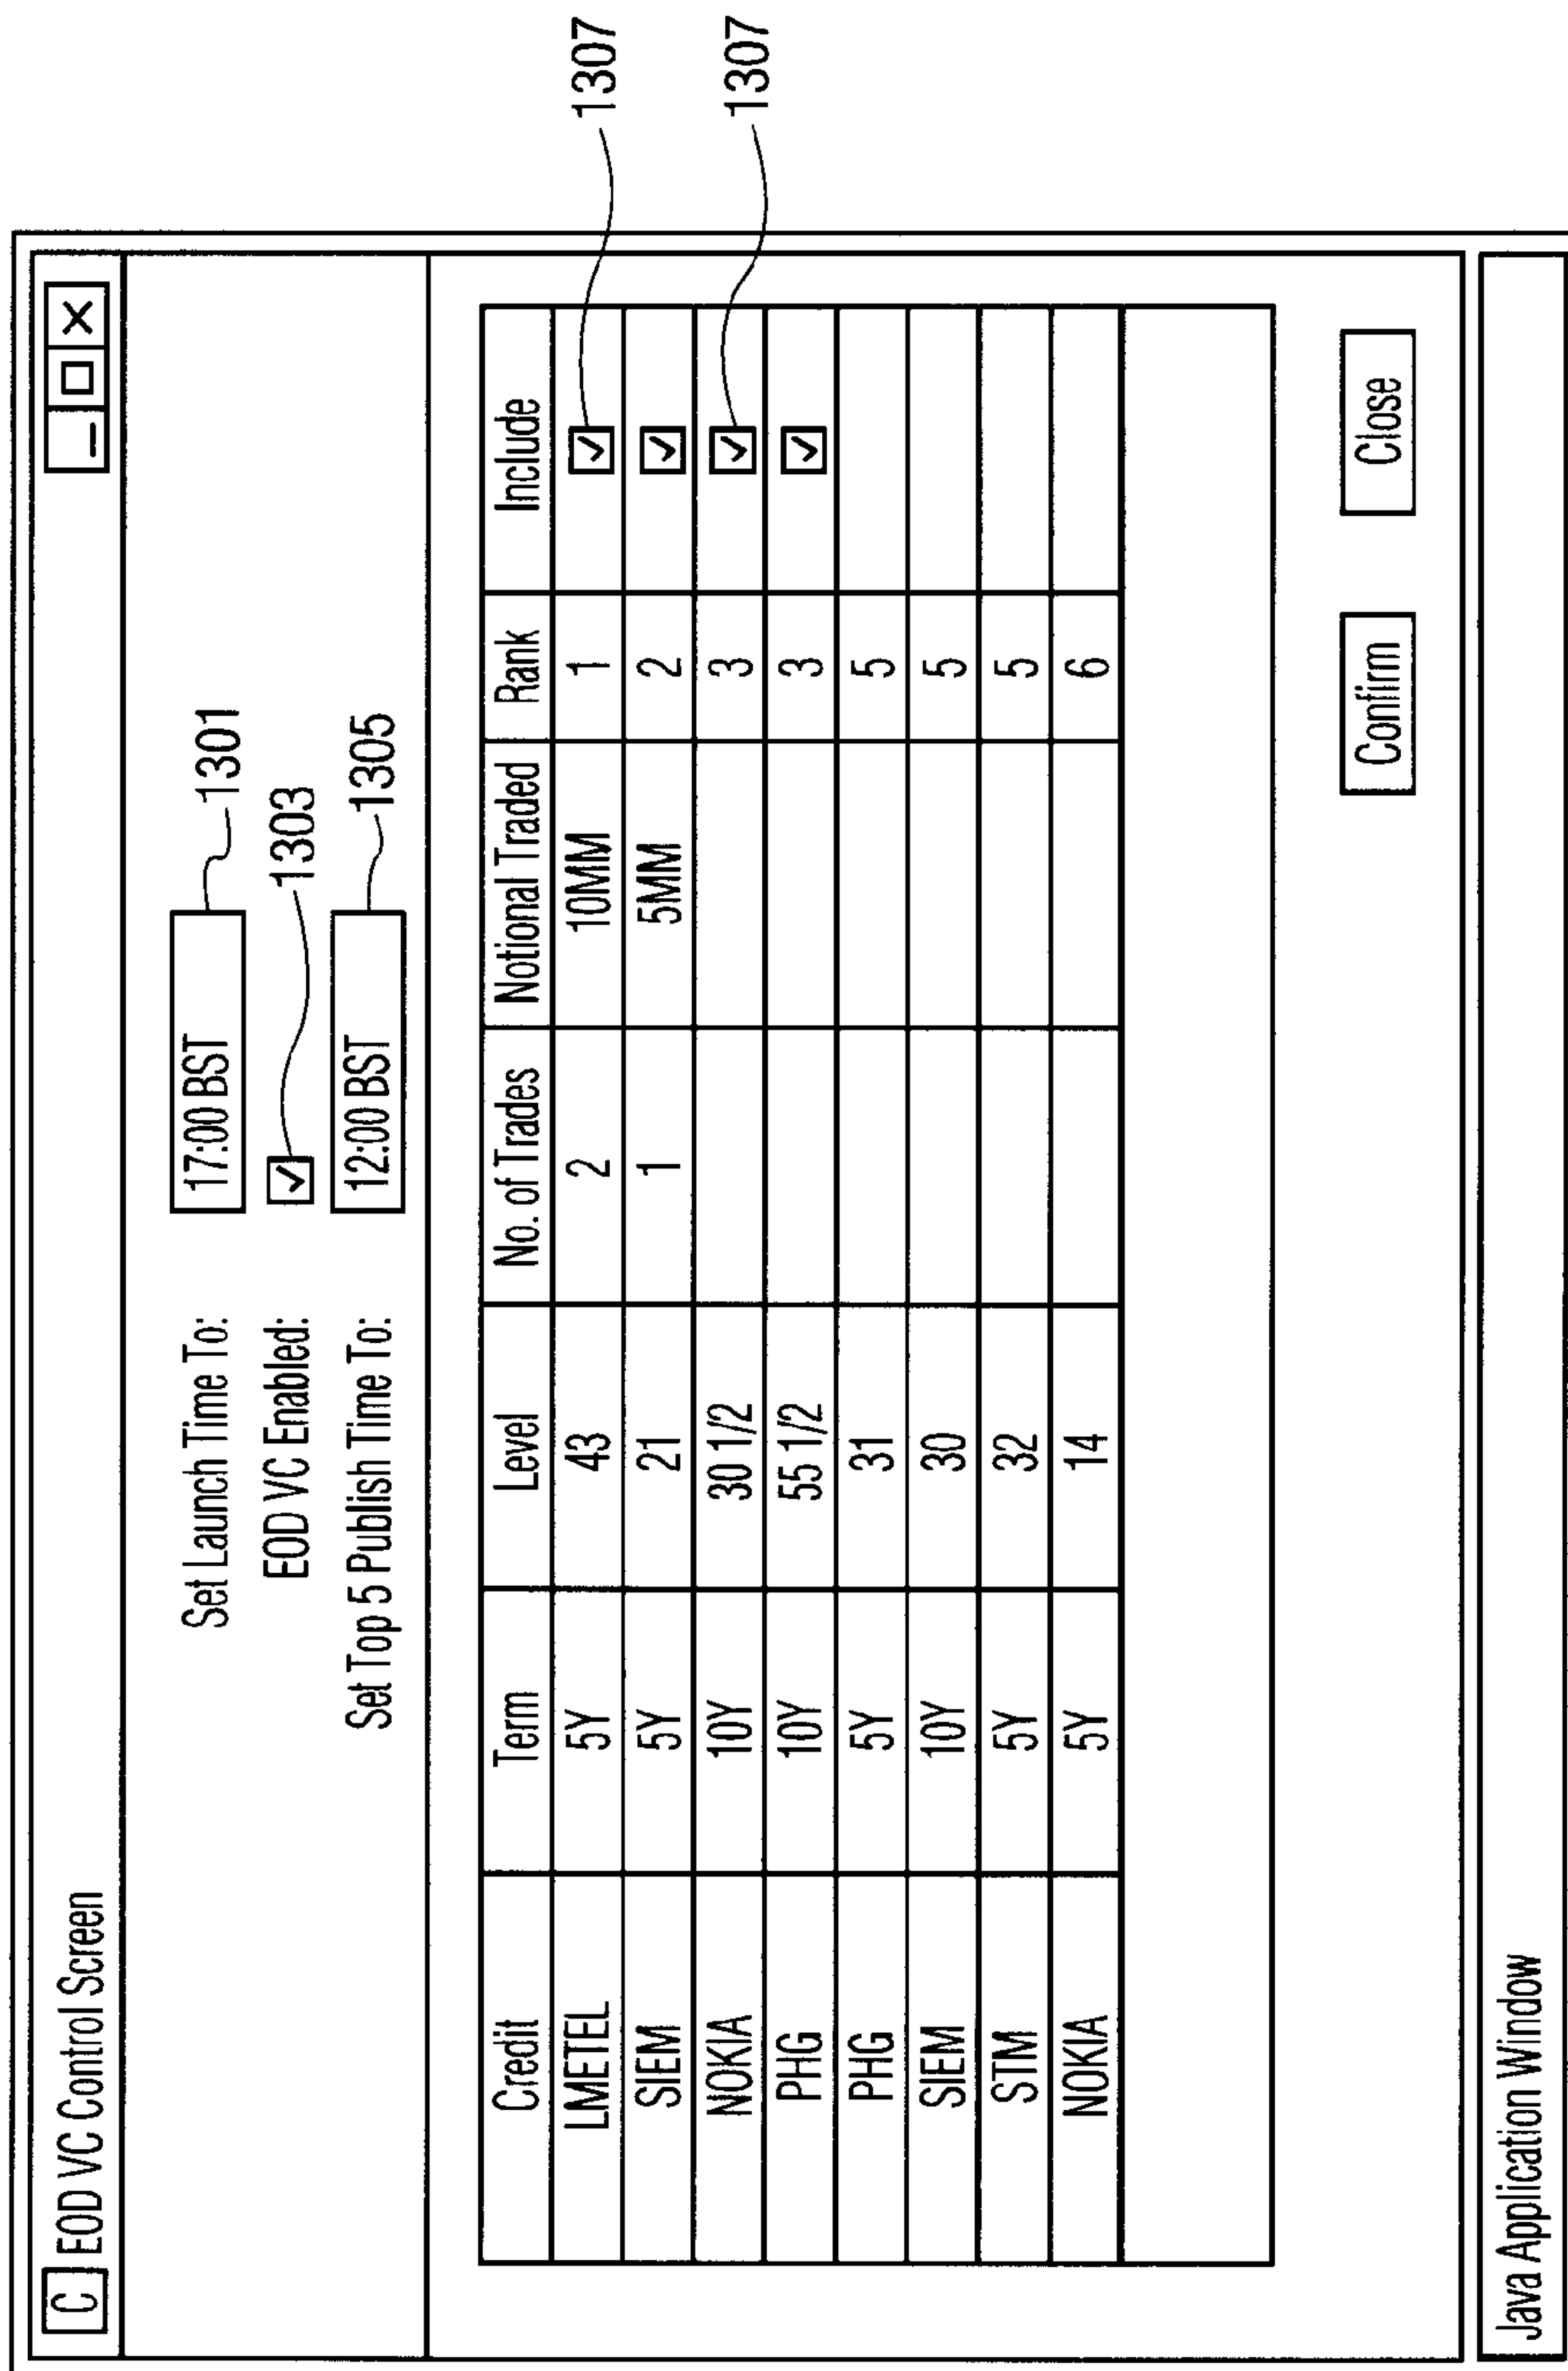 C EOD VC Control Screen
Set Launch Time To: 17:00 BST 1301
EOD VC Enabled: 1303
Set Top 5 Publish Time To: 12:00 BST 1305
Credit Term Level No. of Trades Notional Traded Rank Include
LMETEL 5Y 43 2 10MM 1 1307
SIEM 5Y 21 1 5MM 2
NOKIA 10Y 30 1/2 3 1307
PHG 10Y 55 1/2 3
PHG 5Y 31 5
SIEM 10Y 30 5
STM 5Y 32 5
NOKIA 5Y 14 6
Confirm Close
Java Application Window